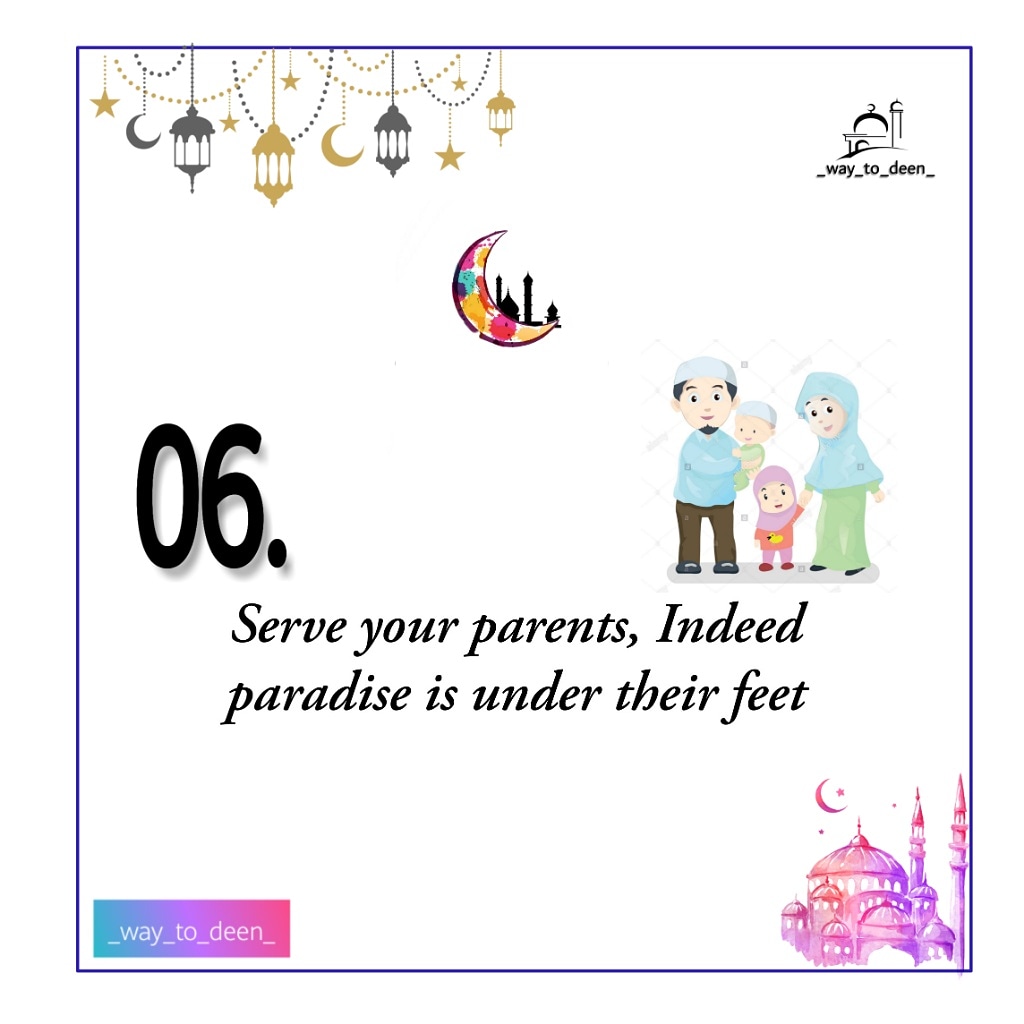 _way_to_deen_
06.
Serve your parents, Indeed
paradise is under their feet
_way_to_deen_